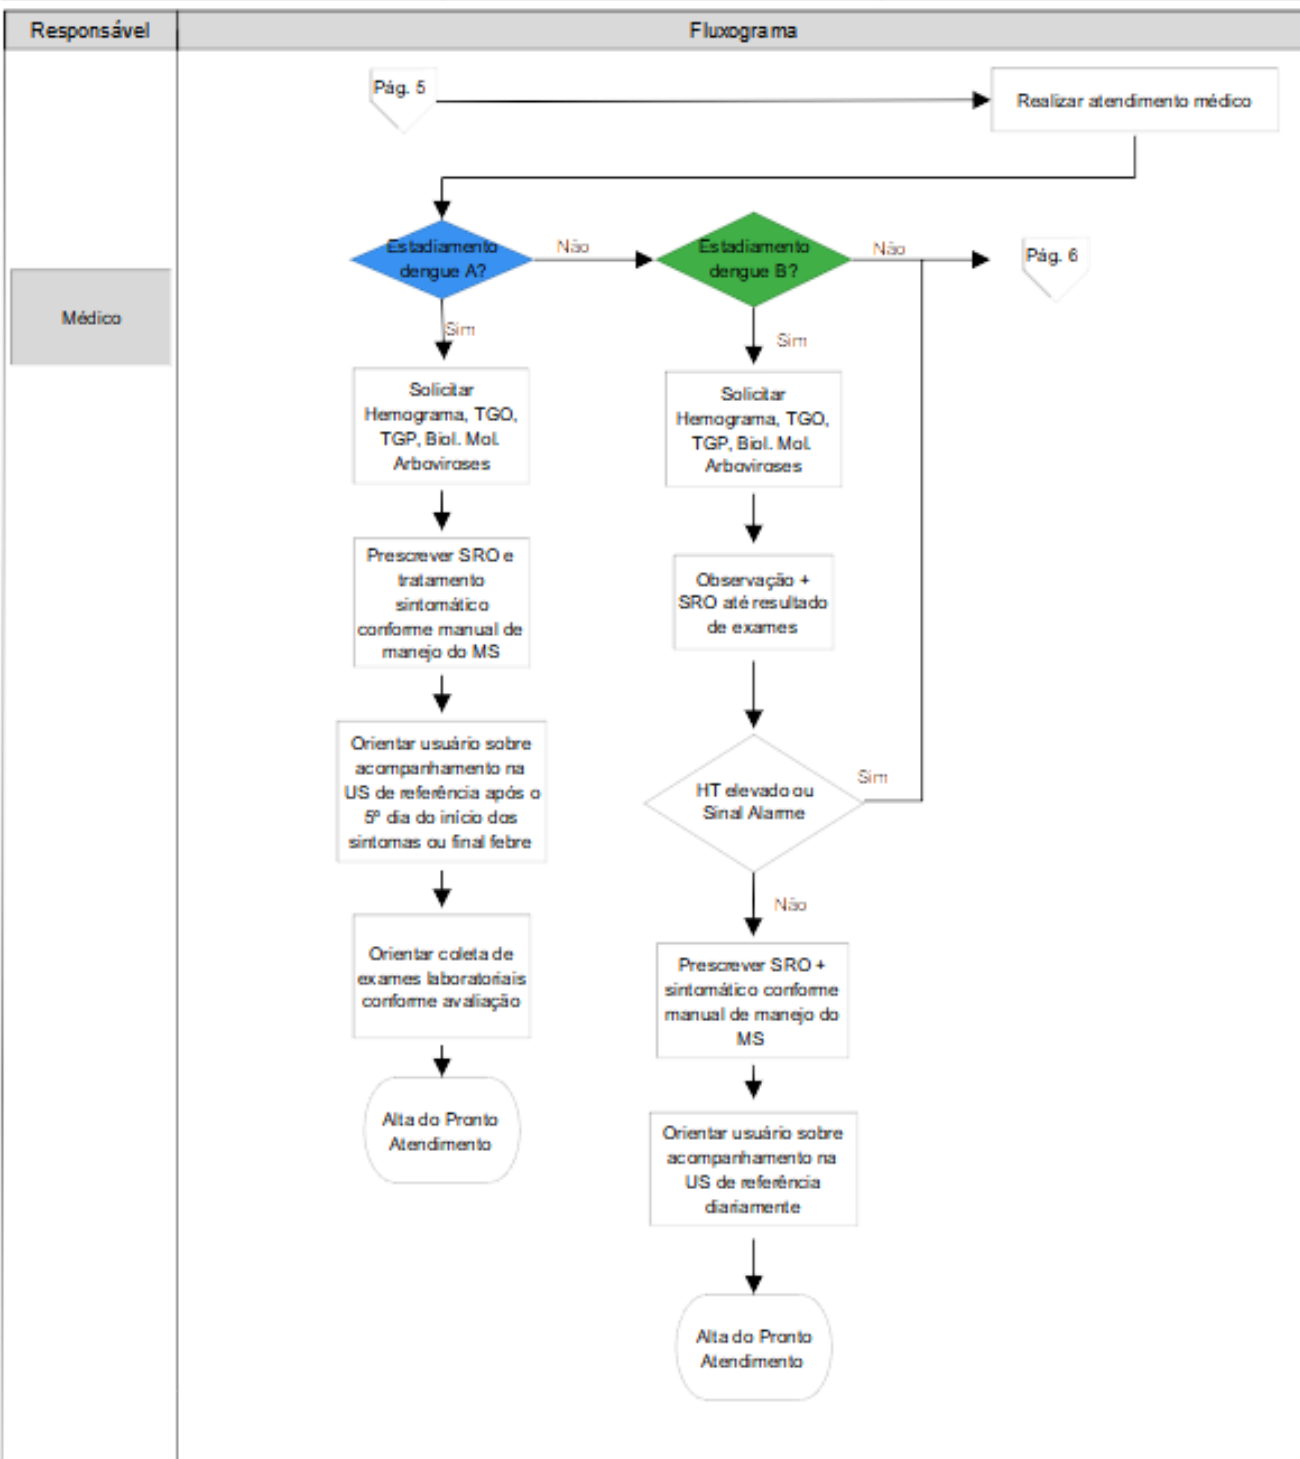 Responsável
Fluxograma
Pág. 5
Realizar atendimento médico
Estadiamento
dengue A?
Não
Estadiamento
dengue B?
Não
Pág. 6
Médico
Sim
Sim
Solicitar
Hemograma, TGO,
TGP, Biol. Mol.
Arboviroses
Solicitar
Hemograma, TGO,
TGP, Biol. Mol.
Arboviroses
Prescrever SRO e
tratamento
sintomático
conforme manual de
manejo do MS
Observação +
SRO até resultado
de exames
Orientar usuário sobre
acompanhamento na
US de referência após o
5º dia do início dos
sintomas ou final febre
HT elevado ou
Sinal Alarme
Sim
Não
Orientar coleta de
exames laboratoriais
conforme avaliação
Prescrever SRO +
sintomático conforme
manual de manejo do
MS
Alta do Pronto
Atendimento
Orientar usuário sobre
acompanhamento na
US de referência
diariamente
Alta do Pronto
Atendimento